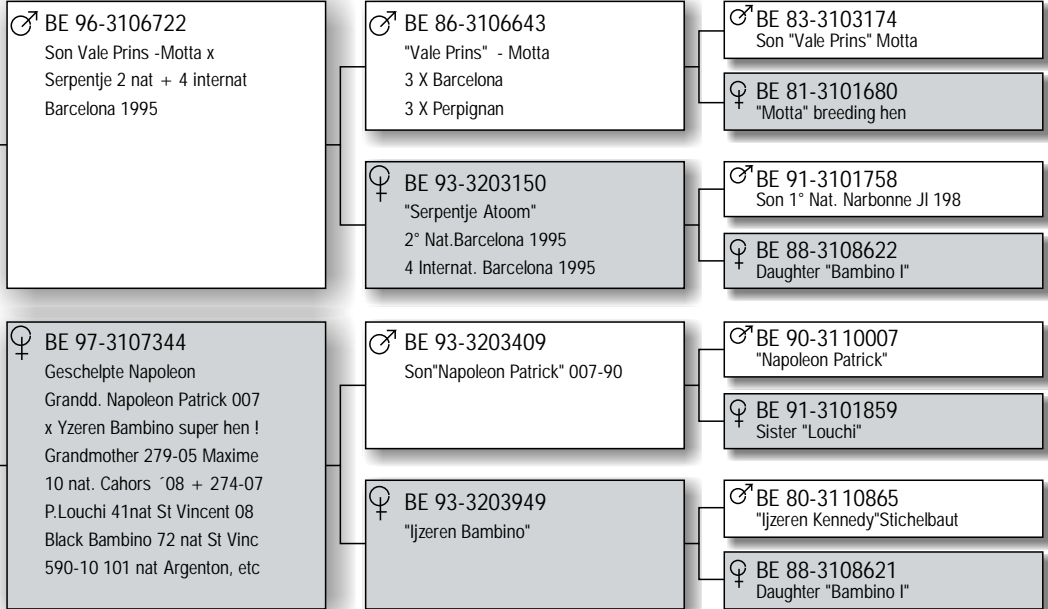 BE 96-3106722
Son Vale Prins -Motta x
Serpentje 2 nat + 4 internat
Barcelona 1995
BE 97-3107344
Geschelpte Napoleon
Grandd. Napoleon Patrick 007
x Yzeren Bambino super hen !
Grandmother 279-05 Maxime
10 nat. Cahors ´08 + 274-07
P.Louchi 41nat St Vincent 08
Black Bambino 72 nat St Vinc
590-10 101 nat Argenton, etc
BE 86-3106643
"Vale Prins" - Motta
3 X Barcelona
3 X Perpignan
BE 93-3203150
"Serpentje Atoom"
2° Nat.Barcelona 1995
4 Internat. Barcelona 1995
BE 93-3203409
Son"Napoleon Patrick" 007-90
BE 93-3203949
"Ijzeren Bambino"
BE 83-3103174
Son "Vale Prins" Motta
BE 81-3101680
"Motta" breeding hen
BE 91-3101758
Son 1° Nat. Narbonne Jl 198
BE 88-3108622
Daughter "Bambino I"
BE 90-3110007
"Napoleon Patrick"
BE 91-3101859
Sister "Louchi"
BE 80-3110865
"Ijzeren Kennedy"Stichelbaut
BE 88-3108621
Daughter "Bambino I"